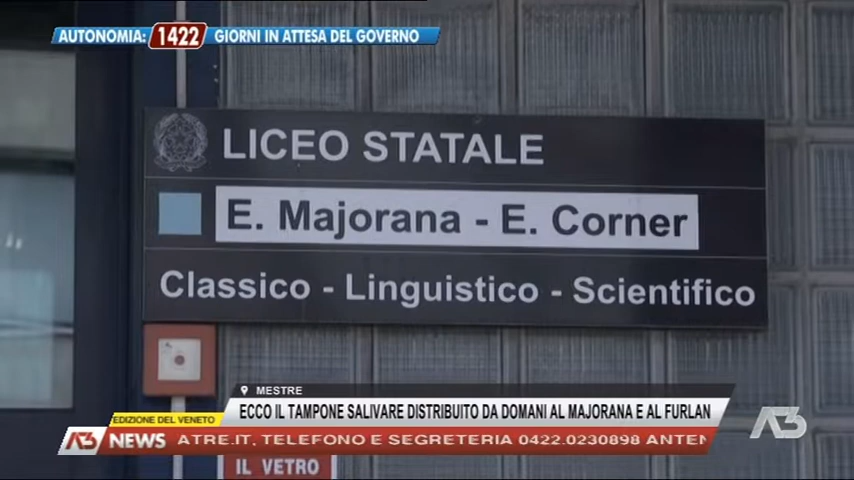 AUTONOMIA: 1422 GIORNI IN ATTESA DEL GOVERNO
LICEO STATALE
E. Majorana - E. Corner
Classico - Linguistico - Scientifico
MESTRE
ECCO IL TAMPONE SALIVARE DISTRIBUITO DA DOMANI AL MAJORANA E AL FURLAN
EDIZIONE DEL VENETO
A3 NEWS ATRE.IT, TELEFONO E SEGRETERIA 0422.0230898 ANTEN
A3
IL VETRO